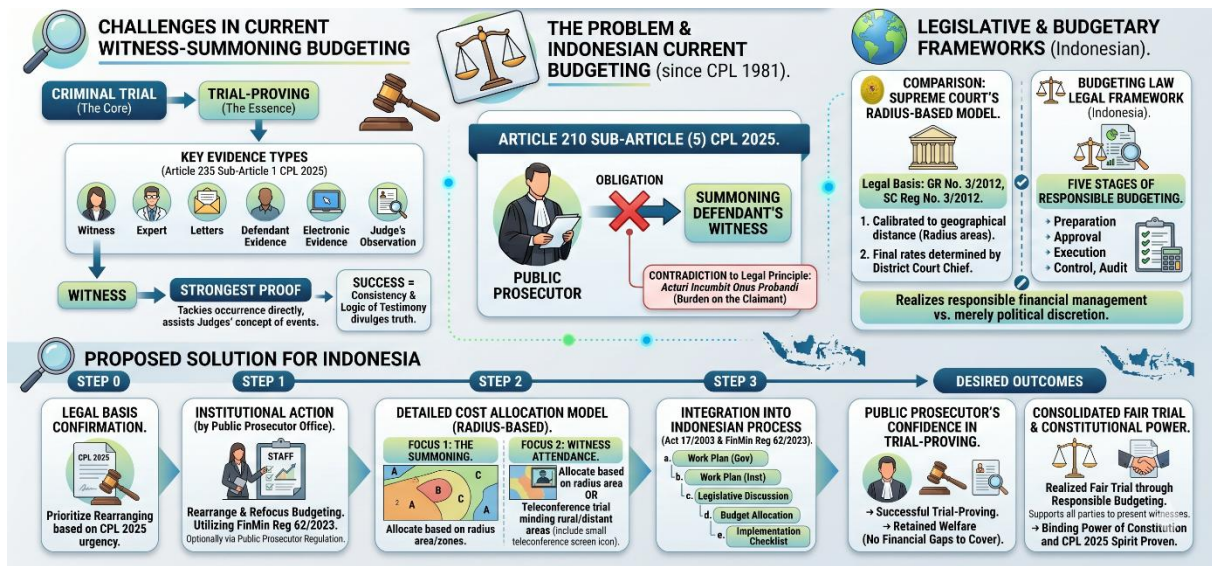 CHALLENGES IN CURRENT
WITNESS-SUMMONING BUDGETING
CRIMINAL TRIAL
(The Core)
TRIAL-PROVING
(The Essence)
KEY EVIDENCE TYPES
(Article 235 Sub-Article 1 CPL 2025)
Witness
Expert
Letters
Defendant
Evidence
Electronic
Evidence
Judge's
Observation
WITNESS
STRONGEST PROOF
Tackies occurrence directly,
assists Judges' concept of events.
SUCCESS =
Consistency &
Logic of Testimony
divulges truth.
THE PROBLEM &
INDONESIAN CURRENT
BUDGETING (since CPL 1981).
ARTICLE 210 SUB-ARTICLE (5) CPL 2025.
OBLIGATION
PUBLIC
PROSECUTOR
SUMMONING
DEFENDANT'S
WITNESS
CONTRADICTION to Legal Principle:
Acturi Incumbit Onus Probandi
(Burden on the Claimant)
LEGISLATIVE & BUDGETARY
FRAMEWORKS (Indonesian).
COMPARISON:
SUPREME COURT'S
RADIUS-BASED MODEL.
Legal Basis: GR No. 3/2012,
SC Reg No. 3/2012.
1. Calibrated to geographical
distance (Radius areas).
2. Final rates determined by
District Court Chief.
BUDGETING LAW
LEGAL FRAMEWORK
(Indonesia).
FIVE STAGES OF
RESPONSIBLE BUDGETING.
Preparation
Approval
Execution
Control, Audit
Realizes responsible financial management
vs. merely political discretion.
PROPOSED SOLUTION FOR INDONESIA
STEP 0
LEGAL BASIS
CONFIRMATION.
CPL 2025
Prioritize Rearranging
based on CPL 2025
urgency.
STEP 1
INSTITUTIONAL ACTION
(by Public Prosecutor Office).
STAFF
Rearrange & Refocus Budgeting.
Utilizing FinMin Reg 62/2023.
Optionally via Public Prosecutor Regulation.
STEP 2
DETAILED COST ALLOCATION MODEL
(RADIUS-BASED).
FOCUS 1: THE
SUMMONING.
A
C
B
C
2
A
A
Allocate based on radius
area/zones.
FOCUS 2: WITNESS
ATTENDANCE.
Allocate based
on radius area
OR
Teleconference trial
minding rural/distant
areas (include small
teleconference screen icon).
STEP 3
INTEGRATION INTO
INDONESIAN PROCESS
(Act 17/2003 & FinMin Reg 62/2023).
a. Work Plan (Gov)
b. Work Plan (Inst)
c. Legislative Discussion
d. Budget Allocation
e. Implementation
Checklist
DESIRED OUTCOMES
PUBLIC PROSECUTOR'S
CONFIDENCE IN
TRIAL-PROVING.
→ Successful Trial-Proving.
→ Retained Welfare
(No Financial Gaps to Cover).
CONSOLIDATED FAIR TRIAL
& CONSTITUTIONAL POWER.
Realized Fair Trial through
Responsible Budgeting.
Supports all parties to present witnesses.
→ Binding Power of Constitution
and CPL 2025 Spirit Proven.